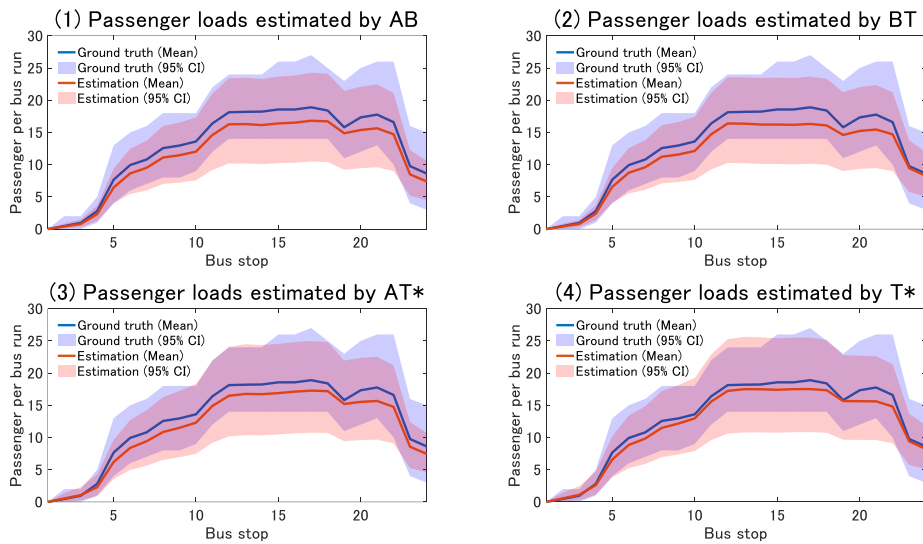 (1) Passenger loads estimated by AB
30
25
20
15
10
5
0
Passenger per bus run
Ground truth (Mean)
Ground truth (95% CI)
Estimation (Mean)
Estimation (95% CI)
5 10 15 20
Bus stop
(2) Passenger loads estimated by BT
30
25
20
15
10
5
0
Passenger per bus run
Ground truth (Mean)
Ground truth (95% CI)
Estimation (Mean)
Estimation (95% CI)
5 10 15 20
Bus stop
(3) Passenger loads estimated by AT*
30
25
20
15
10
5
0
Passenger per bus run
Ground truth (Mean)
Ground truth (95% CI)
Estimation (Mean)
Estimation (95% CI)
5 10 15 20
Bus stop
(4) Passenger loads estimated by T*
30
25
20
15
10
5
0
Passenger per bus run
Ground truth (Mean)
Ground truth (95% CI)
Estimation (Mean)
Estimation (95% CI)
5 10 15 20
Bus stop